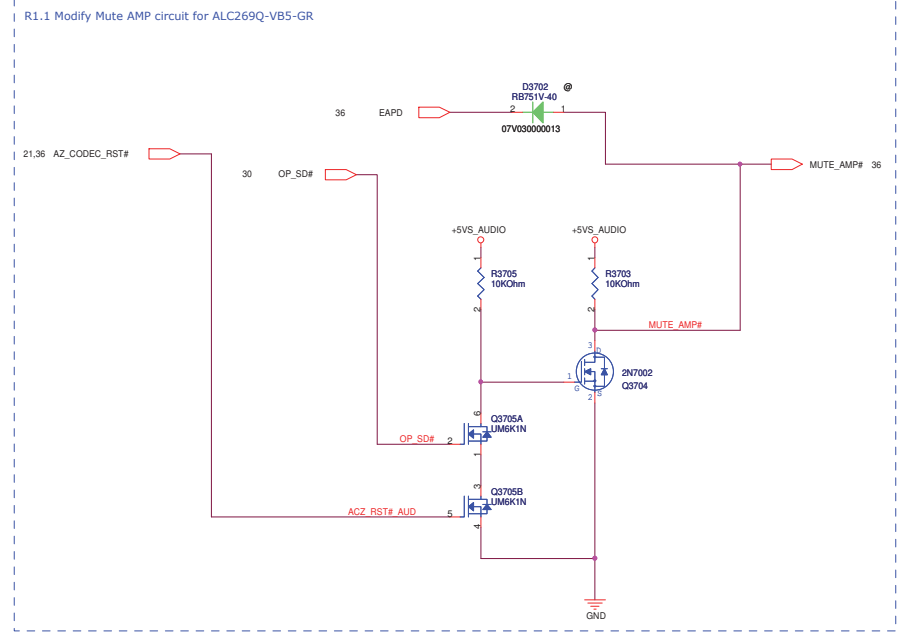 R1.1 Modify Mute AMP circuit for ALC269Q-VB5-GR
D3702 @
RB751V-40
36 EAPD 2 1
07V030000013
21,36 AZ_CODEC_RST#
30 OP_SD#
MUTE_AMP# 36
+5VS_AUDIO +5VS_AUDIO
1 1
R3705 R3703
10KOhm 10KOhm
2 2
MUTE_AMP#
3 D
1 2N7002
G S Q3704
2
6 Q3705A
UM6K1N
OP_SD# 2
1
3 Q3705B
UM6K1N
ACZ_RST#_AUD 5
4
GND